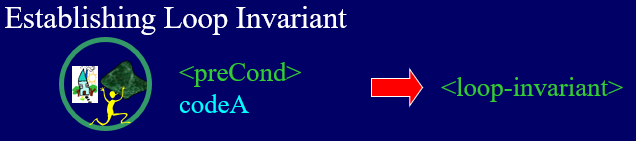 Establishing Loop Invariant
<preCond>
codeA
<loop-invariant>